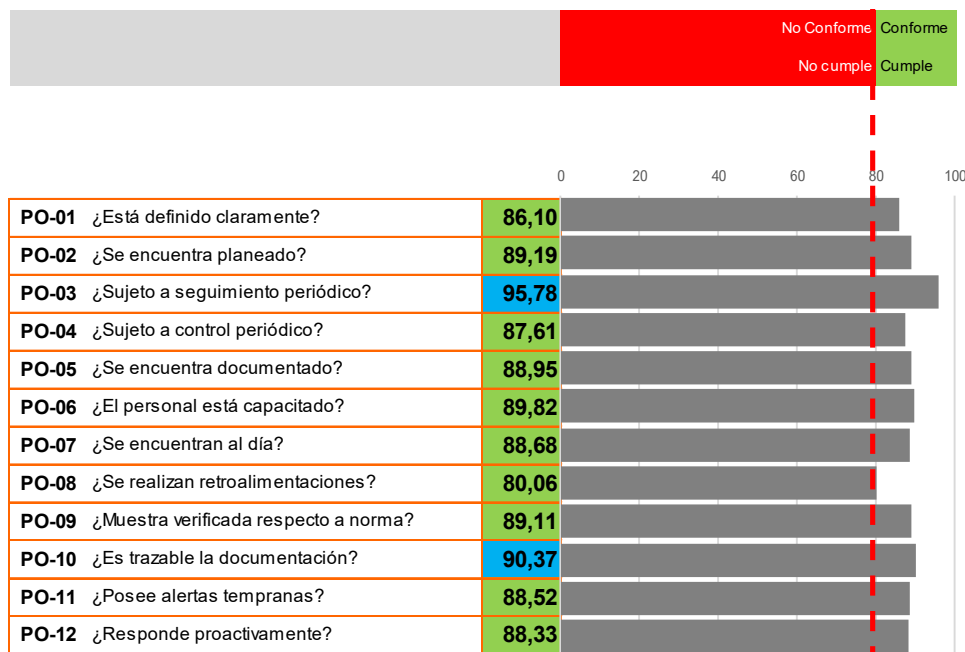 No Conforme Conforme
No cumple Cumple
0 20 40 60 80 100
PO-01 ¿Está definido claramente? 86,10
PO-02 ¿Se encuentra planeado? 89,19
PO-03 ¿Sujeto a seguimiento periódico? 95,78
PO-04 ¿Sujeto a control periódico? 87,61
PO-05 ¿Se encuentra documentado? 88,95
PO-06 ¿El personal está capacitado? 89,82
PO-07 ¿Se encuentran al día? 88,68
PO-08 ¿Se realizan retroalimentaciones? 80,06
PO-09 ¿Muestra verificada respecto a norma? 89,11
PO-10 ¿Es trazable la documentación? 90,37
PO-11 ¿Posee alertas tempranas? 88,52
PO-12 ¿Responde proactivamente? 88,33